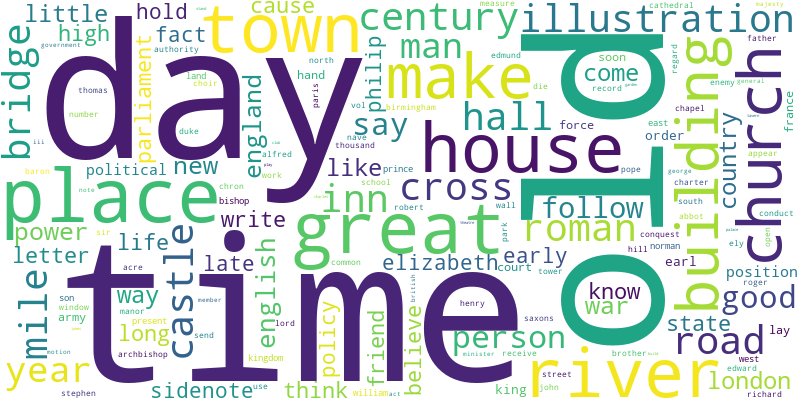 day
time
old
great
place
house
town
river
building
church
make
illustration
century
man
say
hall
inn
cross
roman
follow
come
know
war
road
good
london
state
person
castle
mile
year
bridge
little
high
hold
fact
cause
parliament
england
philip
new
like
political
power
write
life
letter
late
english
elizabeth
early
way
long
sidenote
think
policy
friend
believe
country
position
king
court
earl
order
force
hand
army
son
window
manor
acre
archbishop
stephen
present
member
send
use
kingdom
lord
henry
common
bishop
chron
alfred
work
thousand
prince
school
robert
park
wall
pope
nave
vol
birmingham
paris
north
thomas
number
duke
land
choir
authority
government
edmund
measure
die
soon
record
regard
cathedral
majesty
enemy
general
father
chapel
east
france
appear
george
charter
south
abbot
conduct
norman
conquest
hill
tower
ely
open
roger
west
lay
edward
richard
street
john
brother
receive
minister
saxons
british
william
act
motion
baron
iii
note
sir
play